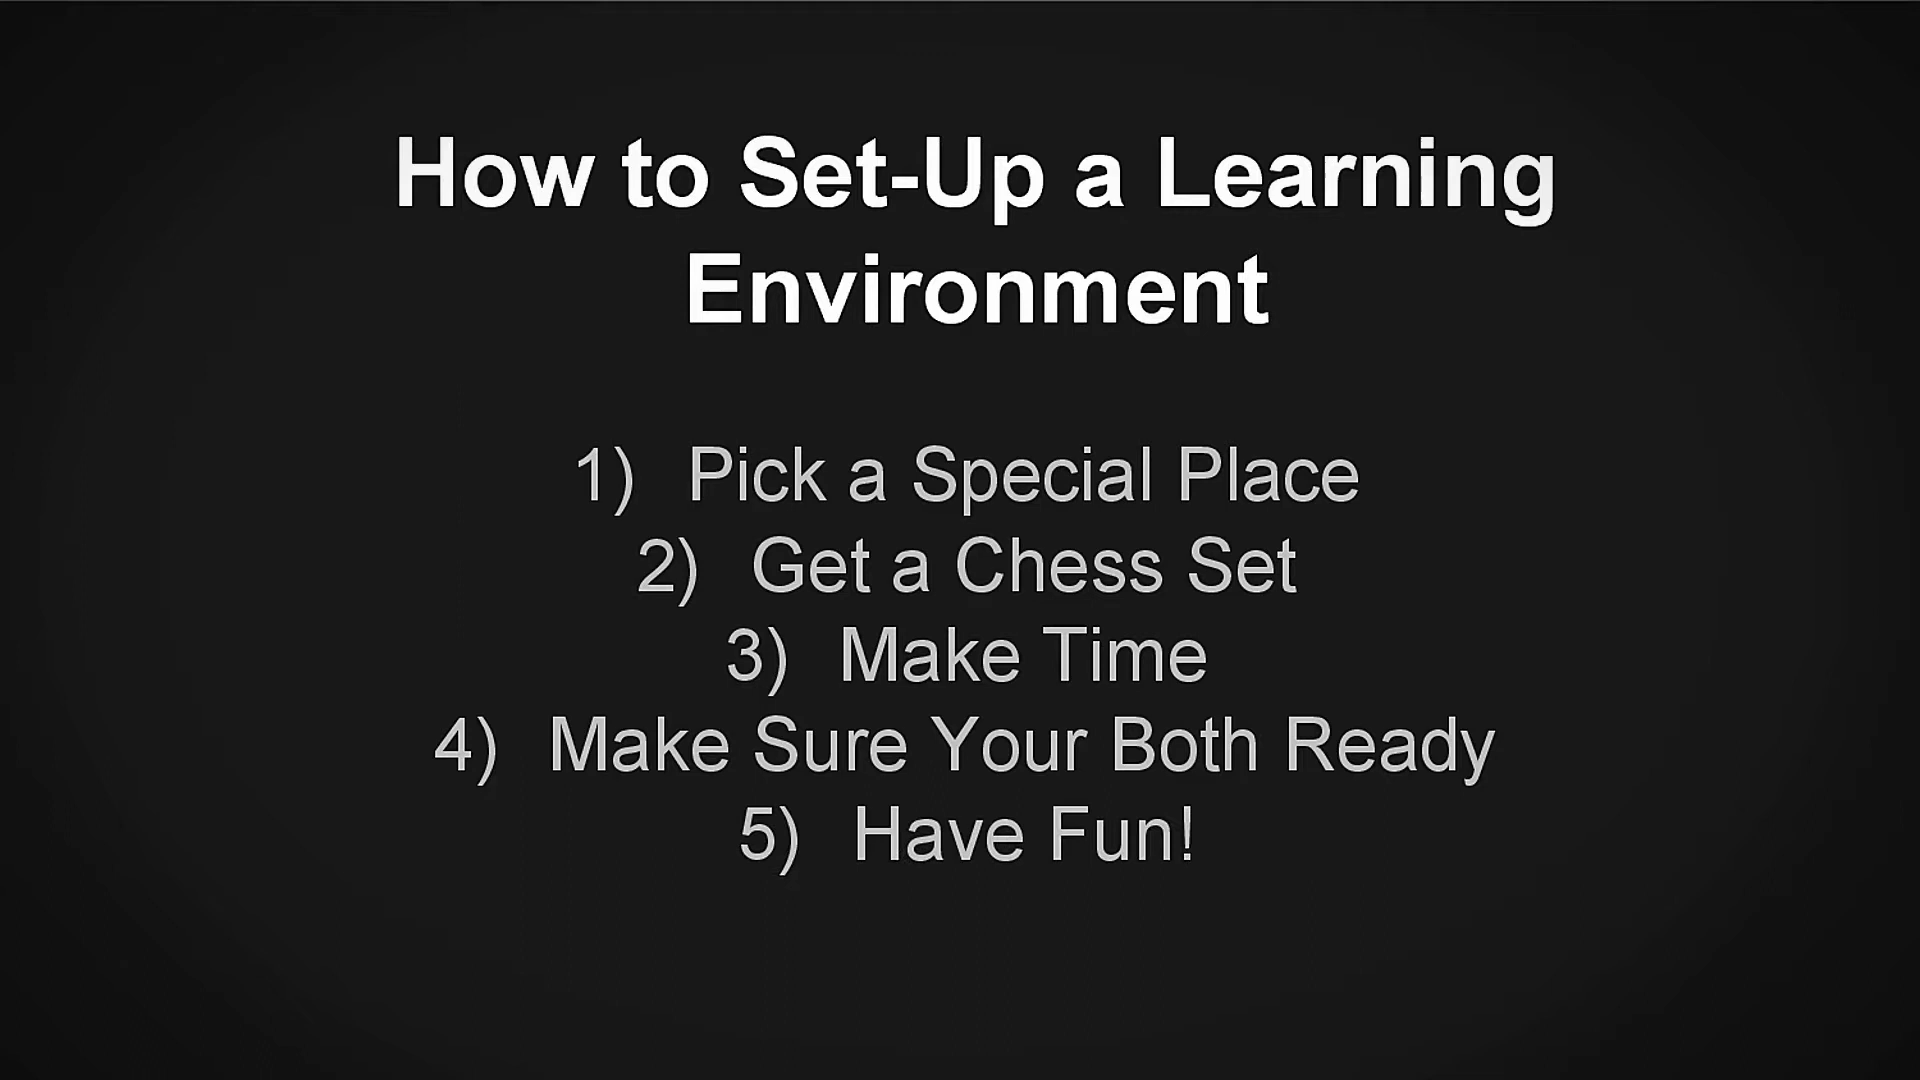 How to Set-Up a Learning
Environment
1) Pick a Special Place
2) Get a Chess Set
3) Make Time
4) Make Sure Your Both Ready
5) Have Fun!